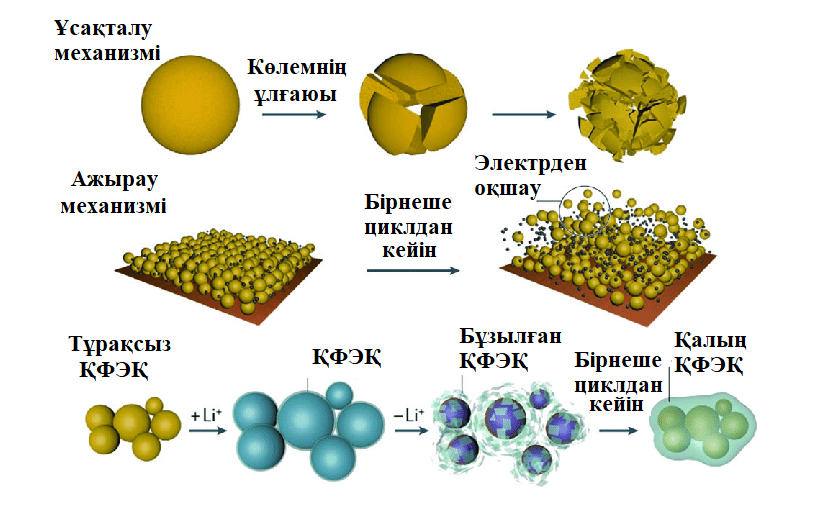 Ұсақталу
механизмі
Көлемнің
ұлғаюы
Ажырау
механизмі
Бірнеше
циклдан
кейін
Электрден
оқшау
Тұрақсыз
ҚФЭҚ
+Li⁺
ҚФЭҚ
−Li⁺
Бұзылған
ҚФЭҚ
Бірнеше
циклдан
кейін
Қалың
ҚФЭҚ